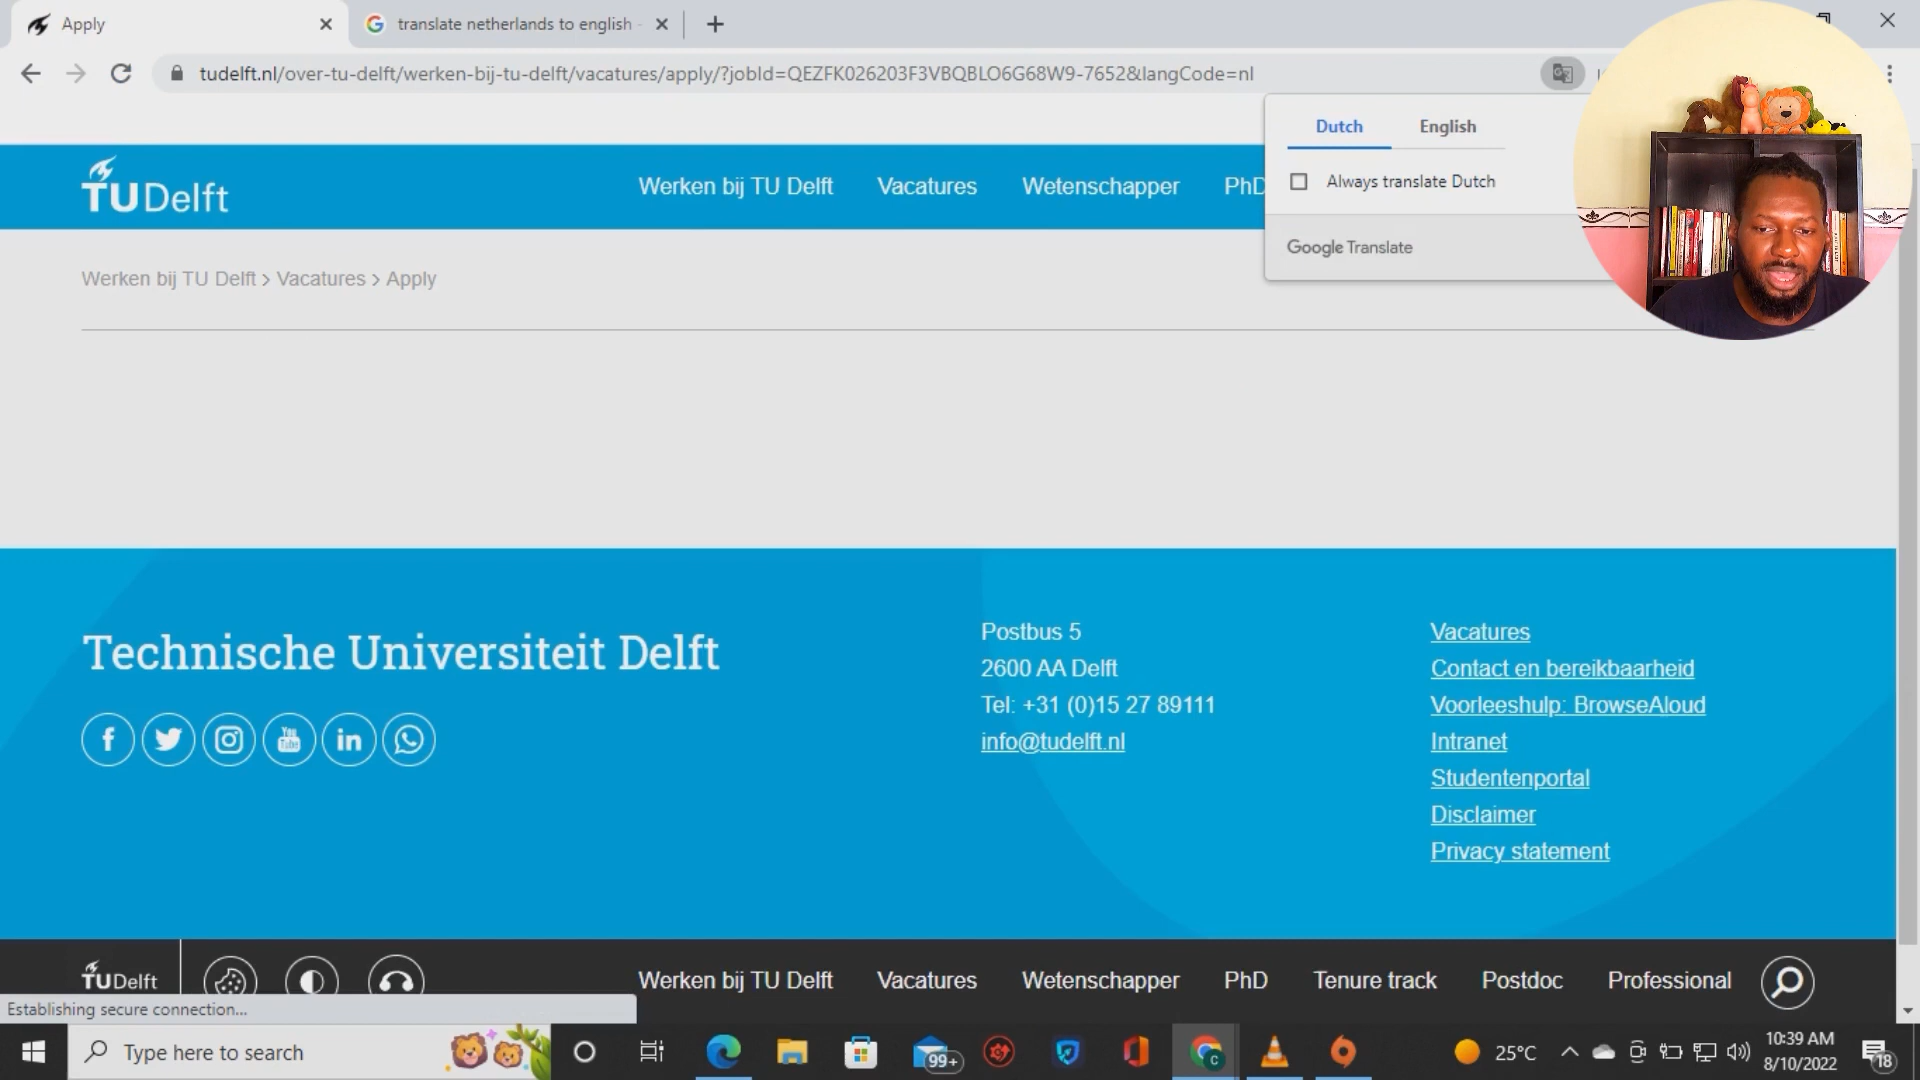 Apply
translate netherlands to english -
tudelft.nl/over-tu-delft/werken-bij-tu-delft/vacatures/apply/?jobId=QEZFK026203F3VBQBLO6G68W9-7652&langCode=nl
Dutch English
Always translate Dutch
Google Translate
TUDelft
Werken bij TU Delft Vacatures Wetenschapper PhD
Werken bij TU Delft > Vacatures > Apply
Technische Universiteit Delft
Postbus 5
2600 AA Delft
Tel: +31 (0)15 27 89111
info@tudelft.nl
Vacatures
Contact en bereikbaarheid
Voorleeshulp: BrowseAloud
Intranet
Studentenportal
Disclaimer
Privacy statement
TUDelft
Werken bij TU Delft Vacatures Wetenschapper PhD Tenure track Postdoc Professional
Establishing secure connection...
Type here to search
99+
25°C
10:39 AM
8/10/2022
18